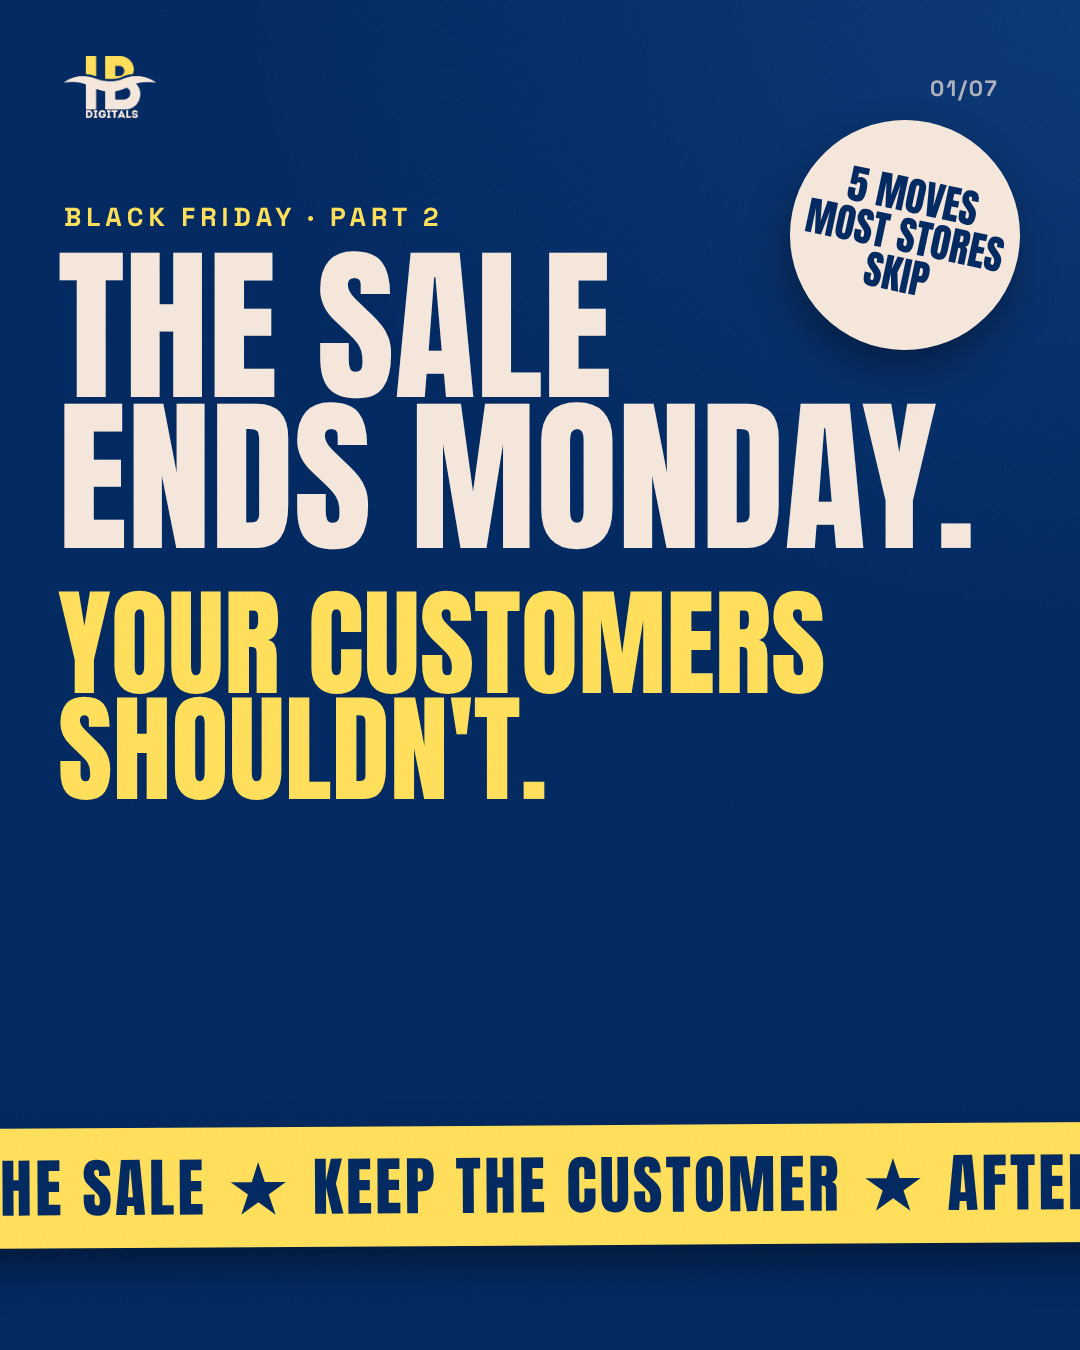 HB
DIGITALS
01/07
5 MOVES
MOST STORES
SKIP
BLACK FRIDAY · PART 2
THE SALE
ENDS MONDAY.
YOUR CUSTOMERS
SHOULDN'T.
HE SALE ★ KEEP THE CUSTOMER ★ AFTE